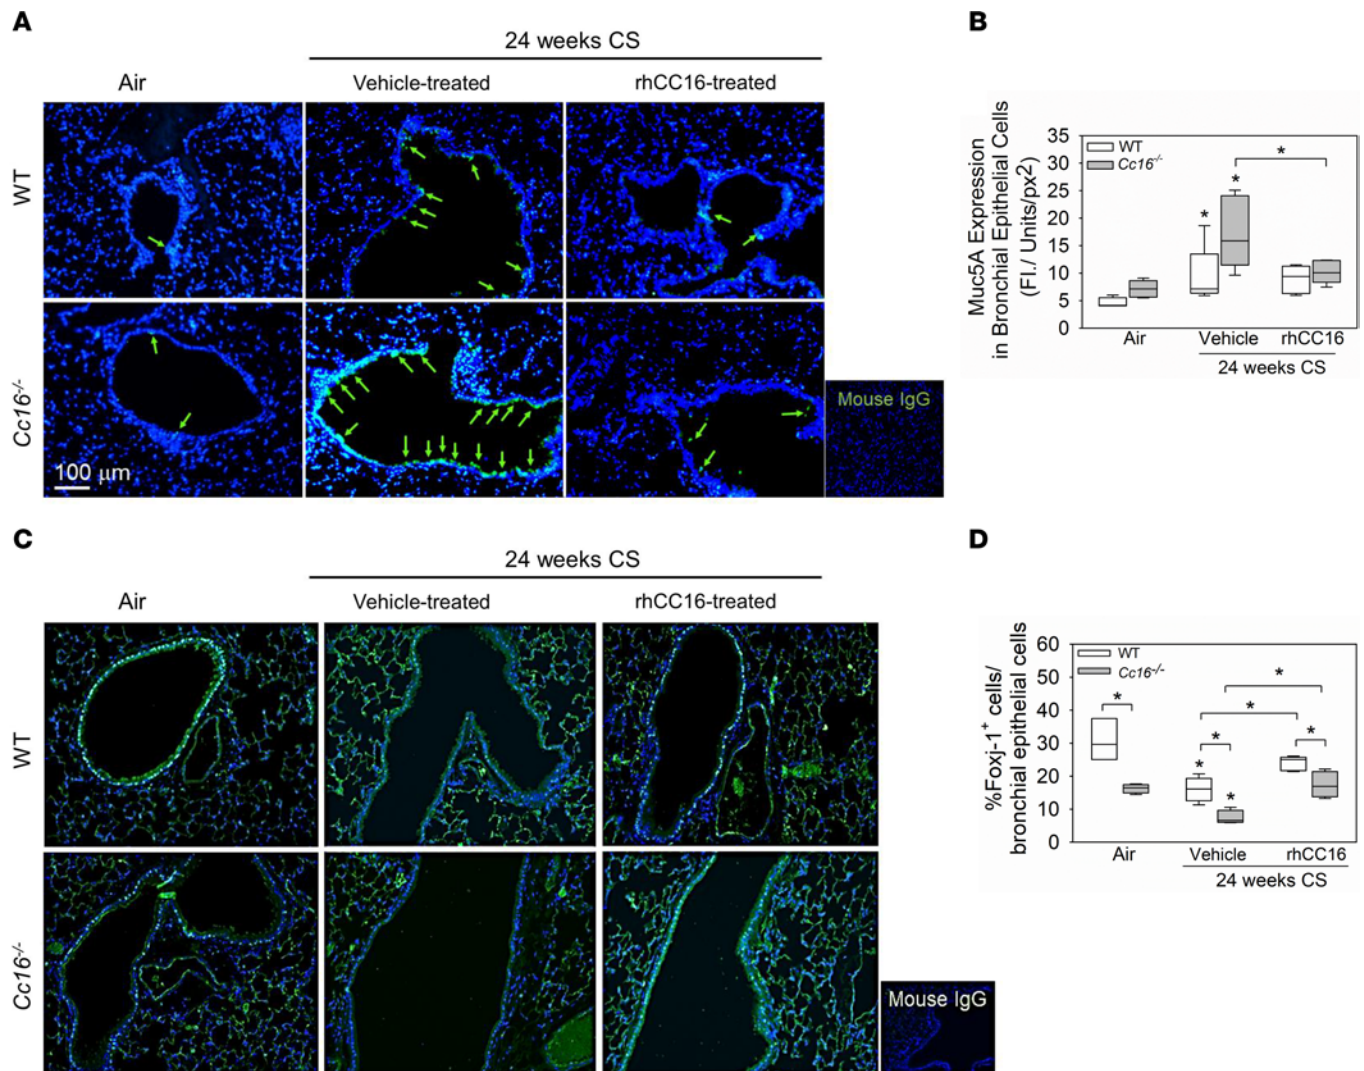 A
24 weeks CS
Air
Vehicle-treated
rhCC16-treated
WT
Cc16-/-
100 µm
Mouse IgG
B
Muc5A Expression
in Bronchial Epithelial Cells
(Fl./ Units/px²)
35
30
25
20
15
10
5
0
WT
Cc16-/-
*
*
*
Air
Vehicle
rhCC16
24 weeks CS
C
24 weeks CS
Air
Vehicle-treated
rhCC16-treated
WT
Cc16-/-
Mouse IgG
D
%Foxj-1+ cells/
bronchial epithelial cells
60
50
40
30
20
10
0
WT
Cc16-/-
*
*
*
*
*
*
*
Air
Vehicle
rhCC16
24 weeks CS